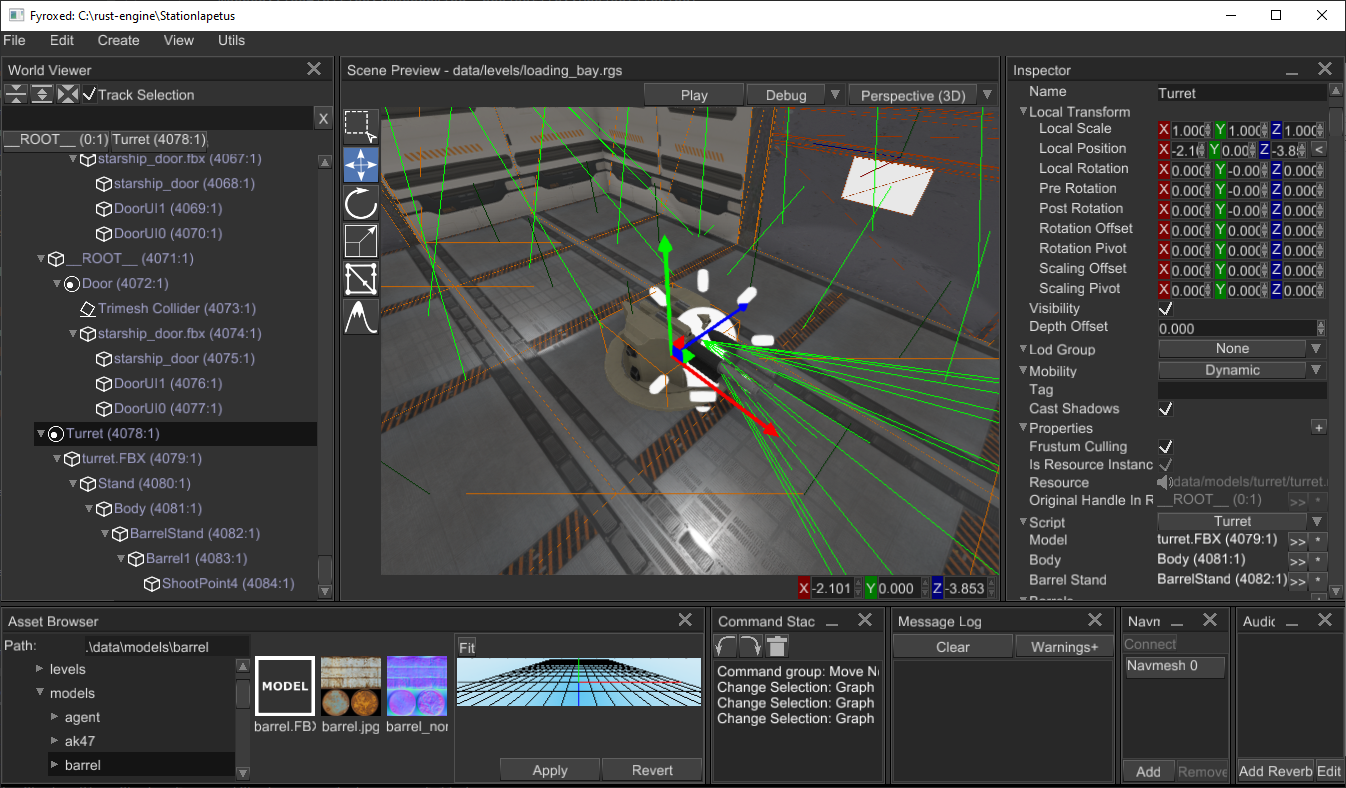 Fyroxed: C:\rust-engine\StationIapetus
File Edit Create View Utils
World Viewer
Track Selection
X
__ROOT__ (0:1) Turret (4078:1)
starship_door.fbx (4067:1)
starship_door (4068:1)
DoorUI1 (4069:1)
DoorUI0 (4070:1)
__ROOT__ (4071:1)
Door (4072:1)
Trimesh Collider (4073:1)
starship_door.fbx (4074:1)
starship_door (4075:1)
DoorUI1 (4076:1)
DoorUI0 (4077:1)
Turret (4078:1)
turret.FBX (4079:1)
Stand (4080:1)
Body (4081:1)
BarrelStand (4082:1)
Barrel1 (4083:1)
ShootPoint4 (4084:1)
Scene Preview - data/levels/loading_bay.rgs
Play Debug Perspective (3D)
X -2.101 Y 0.000 Z -3.853
Inspector
Name Turret
Local Transform
Local Scale X 1.000 Y 1.000 Z 1.000
Local Position X -2.10 Y 0.00 Z -3.8 <
Local Rotation X 0.000 Y -0.00 Z 0.000
Pre Rotation X 0.000 Y -0.00 Z 0.000
Post Rotation X 0.000 Y -0.00 Z 0.000
Rotation Offset X 0.000 Y 0.000 Z 0.000
Rotation Pivot X 0.000 Y 0.000 Z 0.000
Scaling Offset X 0.000 Y 0.000 Z 0.000
Scaling Pivot X 0.000 Y 0.000 Z 0.000
Visibility
Depth Offset 0.000
Lod Group None
Mobility Dynamic
Tag
Cast Shadows
Properties +
Frustum Culling
Is Resource Instanc
Resource data/models/turret/turret.
Original Handle In R __ROOT__ (0:1) >> *
Script Turret
Model turret.FBX (4079:1) >> *
Body Body (4081:1) >> *
Barrel Stand BarrelStand (4082:1) >> *
Asset Browser
Path: .\data\models\barrel
levels
models
agent
ak47
barrel
MODEL
barrel.FBX barrel.jpg barrel_nor
Fit
Apply Revert
Command Stac
Command group: Move No
Change Selection: Graph
Change Selection: Graph
Change Selection: Graph
Message Log
Clear Warnings+
Navn
Connect
Navmesh 0
Add Remove
Audio
Add Reverb Edit